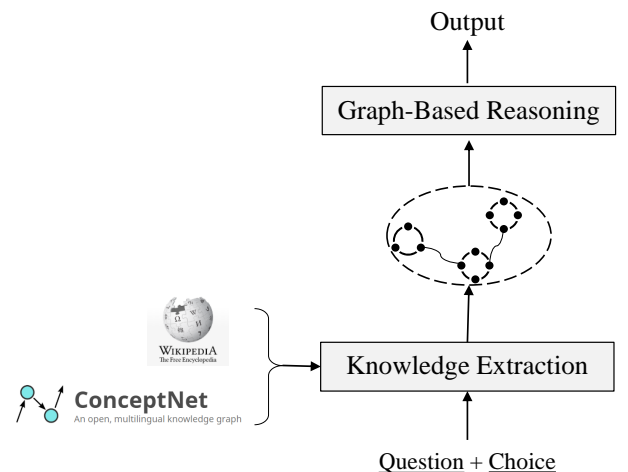 Output
Graph-Based Reasoning
WIKIPEDIA
The Free Encyclopedia
Knowledge Extraction
ConceptNet
An open, multilingual knowledge graph
Question + Choice